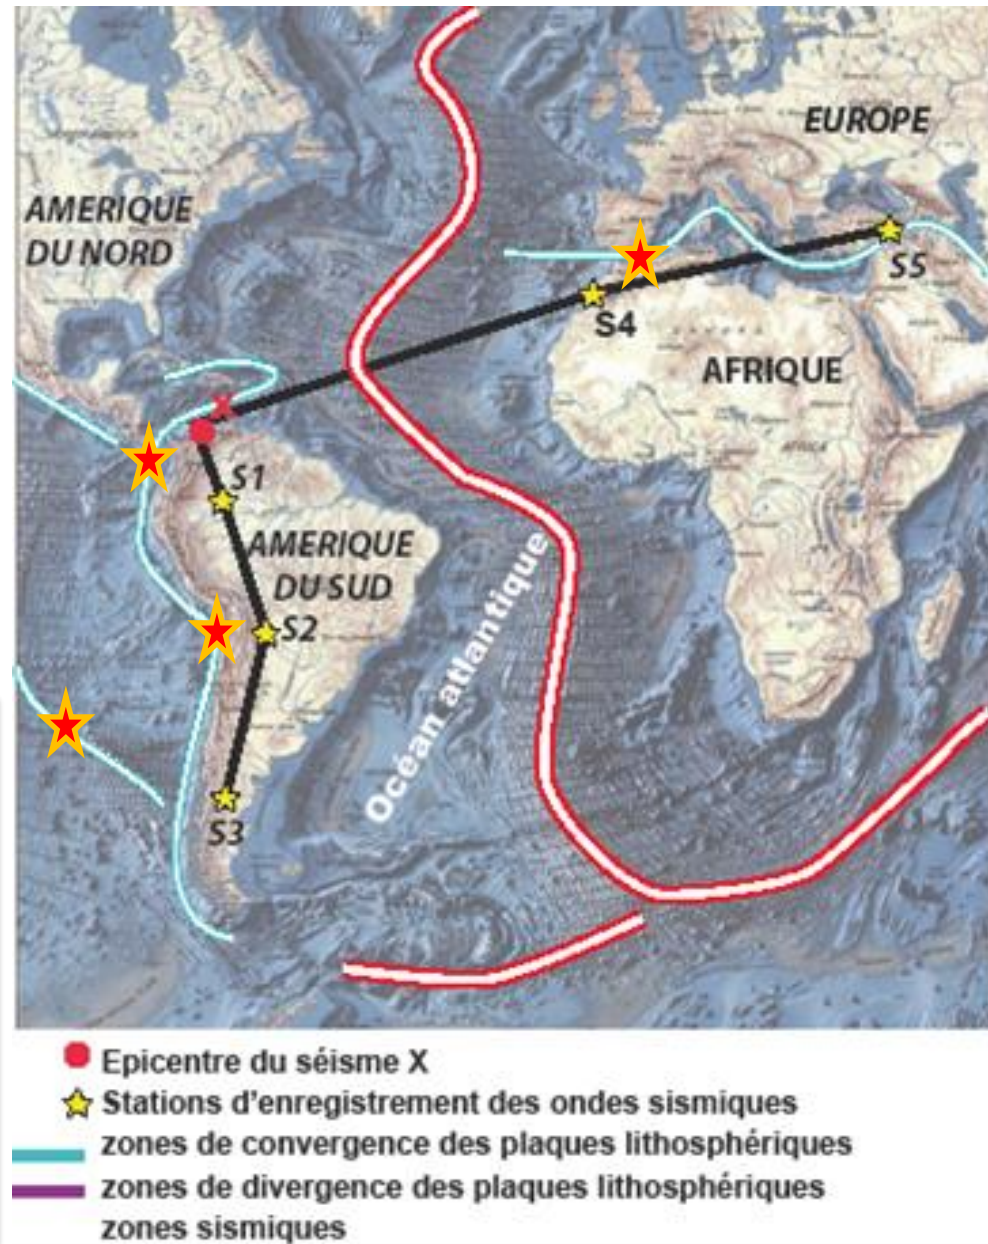 EUROPE
AMERIQUE
DU NORD
S5
S4
AFRIQUE
X
S1
AMERIQUE
DU SUD
S2
Océan atlantique
S3
Epicentre du séisme X
Stations d'enregistrement des ondes sismiques
zones de convergence des plaques lithosphériques
zones de divergence des plaques lithosphériques
zones sismiques